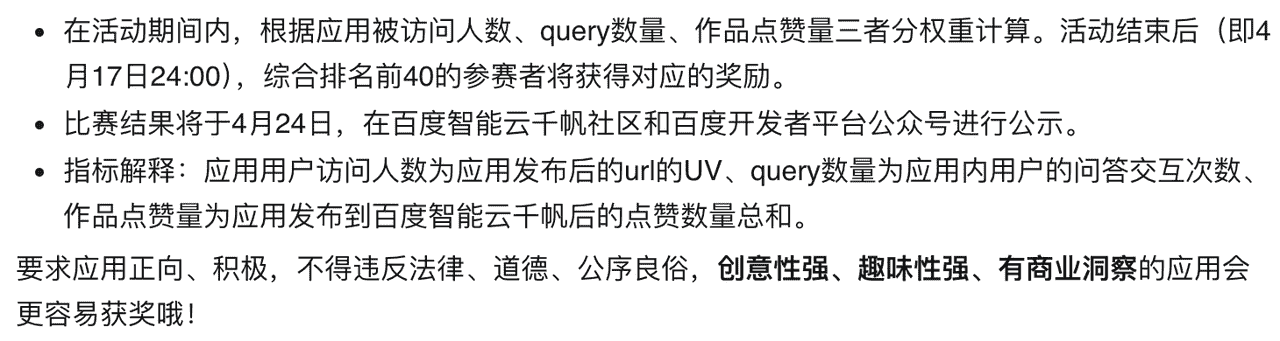 • 在活动期间内，根据应用被访问人数、query数量、作品点赞量三者分权重计算。活动结束后（即4
月17日24:00），综合排名前40的参赛者将获得对应的奖励。
• 比赛结果将于4月24日，在百度智能云千帆社区和百度开发者平台公众号进行公示。
• 指标解释：应用用户访问人数为应用发布后的url的UV、query数量为应用内用户的问答交互次数、
作品点赞量为应用发布到百度智能云千帆后的点赞数量总和。
要求应用正向、积极，不得违反法律、道德、公序良俗，创意性强、趣味性强、有商业洞察的应用会
更容易获奖哦！